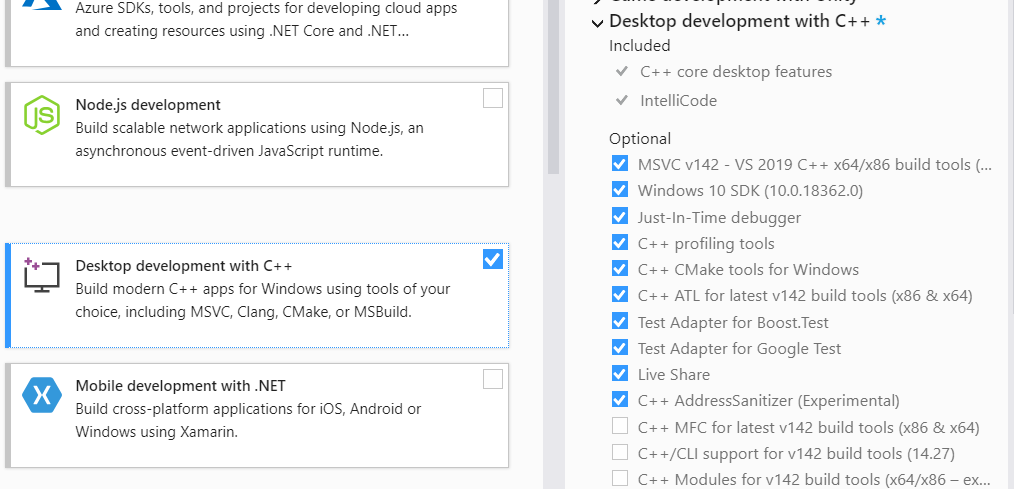 Azure SDKs, tools, and projects for developing cloud apps
and creating resources using .NET Core and .NET...
Node.js development
Build scalable network applications using Node.js, an
asynchronous event-driven JavaScript runtime.
Desktop development with C++
Build modern C++ apps for Windows using tools of your
choice, including MSVC, Clang, CMake, or MSBuild.
Mobile development with .NET
Build cross-platform applications for iOS, Android or
Windows using Xamarin.
Game development with Unity
Desktop development with C++ *
Included
C++ core desktop features
IntelliCode
Optional
MSVC v142 - VS 2019 C++ x64/x86 build tools (...
Windows 10 SDK (10.0.18362.0)
Just-In-Time debugger
C++ profiling tools
C++ CMake tools for Windows
C++ ATL for latest v142 build tools (x86 & x64)
Test Adapter for Boost.Test
Test Adapter for Google Test
Live Share
C++ AddressSanitizer (Experimental)
C++ MFC for latest v142 build tools (x86 & x64)
C++/CLI support for v142 build tools (14.27)
C++ Modules for v142 build tools (x64/x86 – ex...